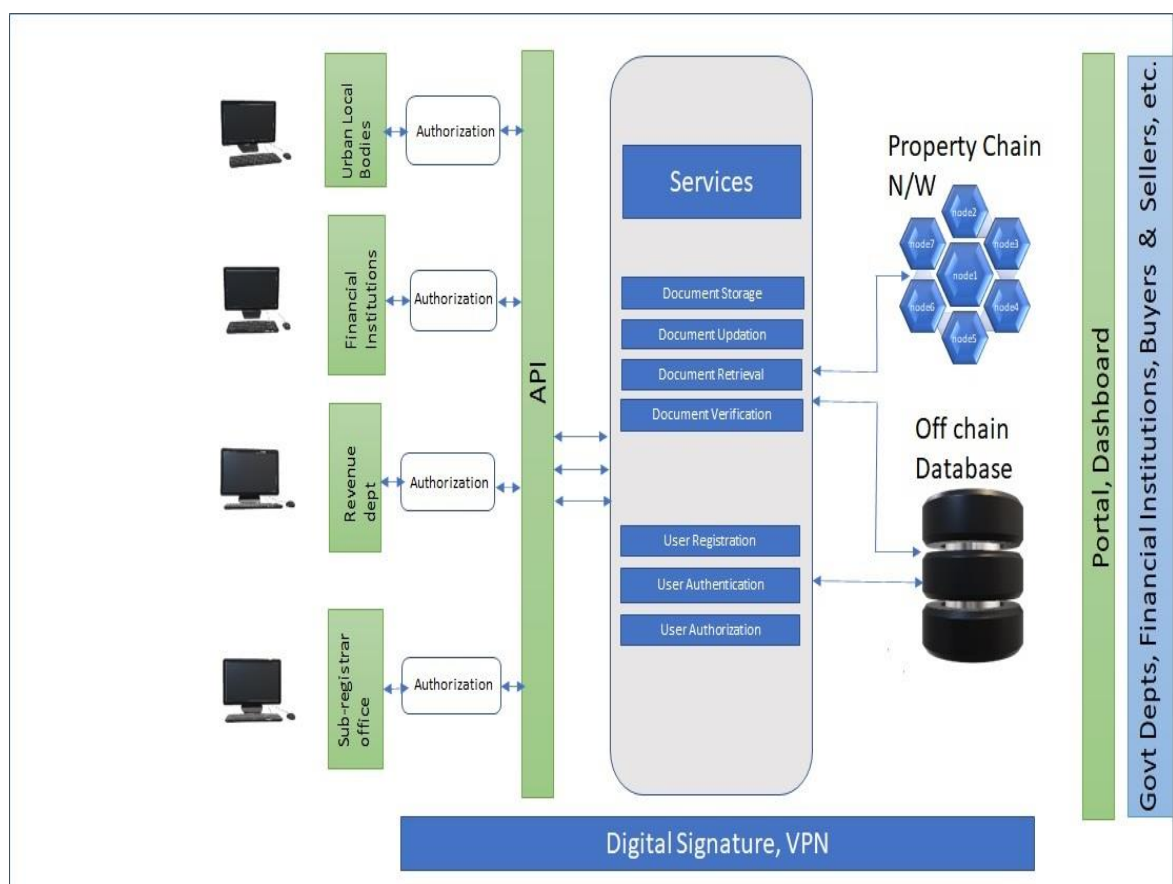 Urban Local
Bodies
Authorization
Financial
Institutions
Authorization
Revenue
dept
Authorization
Sub-registrar
office
Authorization
API
Services
Document Storage
Document Updation
Document Retrieval
Document Verification
User Registration
User Authentication
User Authorization
Property Chain
N/W
node2
node7
node3
node1
node6
node4
node5
Off chain
Database
Portal, Dashboard
Govt Depts, Financial Institutions, Buyers & Sellers, etc.
Digital Signature, VPN